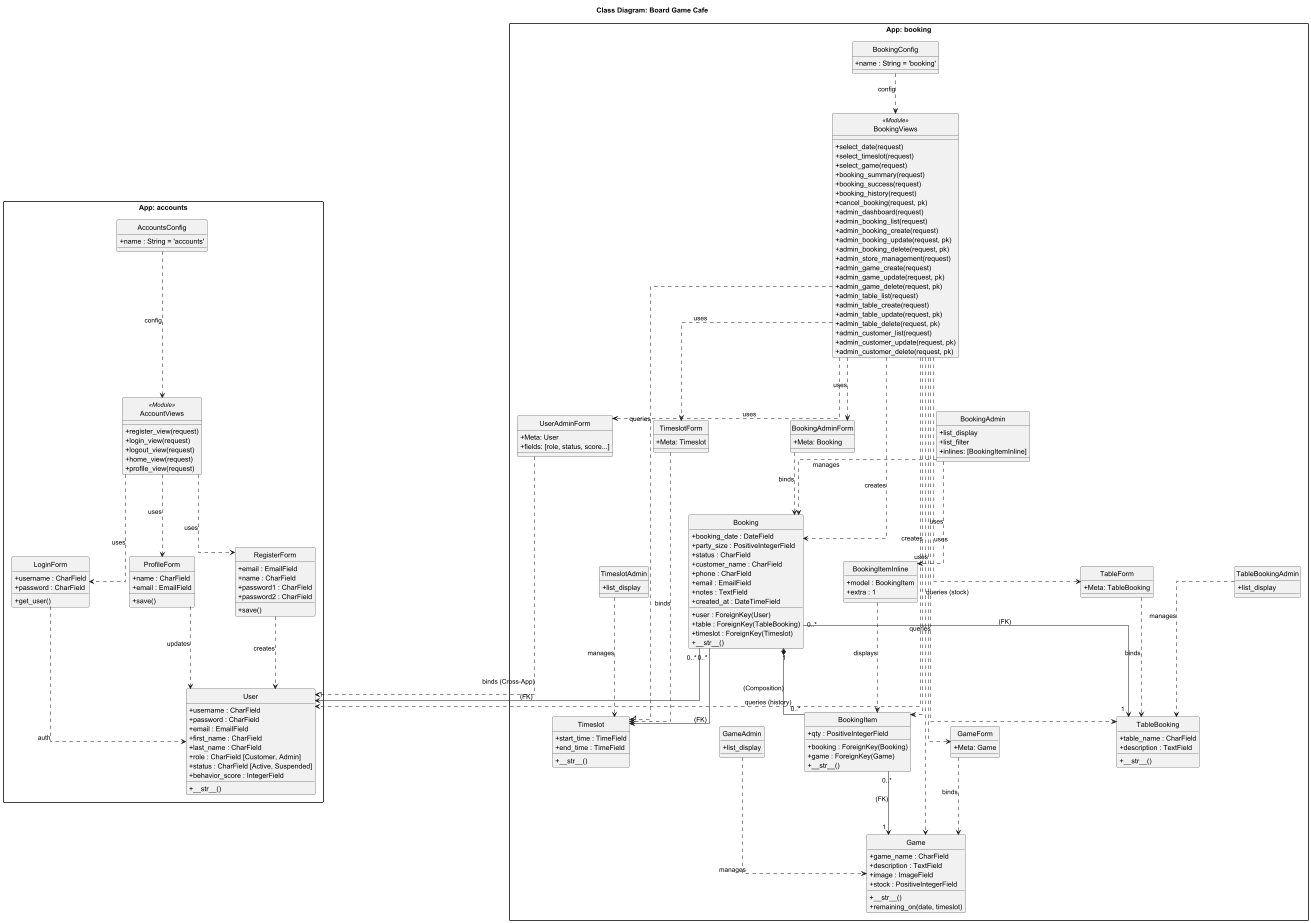 Class Diagram: Board Game Cafe
App: booking
BookingConfig
+name : String = 'booking'
config
«Module»
BookingViews
+select_date(request)
+select_timeslot(request)
+select_game(request)
+booking_summary(request)
+booking_success(request)
+booking_history(request)
+cancel_booking(request, pk)
+admin_dashboard(request)
+admin_booking_list(request)
+admin_booking_create(request)
+admin_booking_update(request, pk)
+admin_booking_delete(request, pk)
+admin_store_management(request)
+admin_game_create(request)
+admin_game_update(request, pk)
+admin_game_delete(request, pk)
+admin_table_list(request)
+admin_table_create(request)
+admin_table_update(request, pk)
+admin_table_delete(request, pk)
+admin_customer_list(request)
+admin_customer_update(request, pk)
+admin_customer_delete(request, pk)
App: accounts
AccountsConfig
+name : String = 'accounts'
config
«Module»
AccountViews
+register_view(request)
+login_view(request)
+logout_view(request)
+home_view(request)
+profile_view(request)
uses
uses
uses
LoginForm
+username : CharField
+password : CharField
+get_user()
ProfileForm
+name : CharField
+email : EmailField
+save()
RegisterForm
+email : EmailField
+name : CharField
+password1 : CharField
+password2 : CharField
+save()
updates
creates
auth
User
+username : CharField
+password : CharField
+email : EmailField
+first_name : CharField
+last_name : CharField
+role : CharField [Customer, Admin]
+status : CharField [Active, Suspended]
+behavior_score : IntegerField
+__str__()
uses
uses
queries
uses
UserAdminForm
+Meta: User
+fields: [role, status, score...]
TimeslotForm
+Meta: Timeslot
BookingAdminForm
+Meta: Booking
BookingAdmin
+list_display
+list_filter
+inlines: [BookingItemInline]
manages
binds
creates
Booking
+booking_date : DateField
+party_size : PositiveIntegerField
+status : CharField
+customer_name : CharField
+phone : CharField
+email : EmailField
+notes : TextField
+created_at : DateTimeField
+user : ForeignKey(User)
+table : ForeignKey(TableBooking)
+timeslot : ForeignKey(Timeslot)
+__str__()
uses
creates
uses
uses
BookingItemInline
+model : BookingItem
+extra : 1
queries (stock)
TimeslotAdmin
+list_display
binds
TableForm
+Meta: TableBooking
TableBookingAdmin
+list_display
manages
0..*
queries
(FK)
manages
displays
binds
0..*
0..*
1
binds (Cross-App)
(FK)
(Composition)
queries (history)
0..*
(FK)
1
Timeslot
+start_time : TimeField
+end_time : TimeField
+__str__()
GameAdmin
+list_display
BookingItem
+qty : PositiveIntegerField
+booking : ForeignKey(Booking)
+game : ForeignKey(Game)
+__str__()
GameForm
+Meta: Game
TableBooking
+table_name : CharField
+description : TextField
+__str__()
0..*
(FK)
binds
1
manages
Game
+game_name : CharField
+description : TextField
+image : ImageField
+stock : PositiveIntegerField
+__str__()
+remaining_on(date, timeslot)